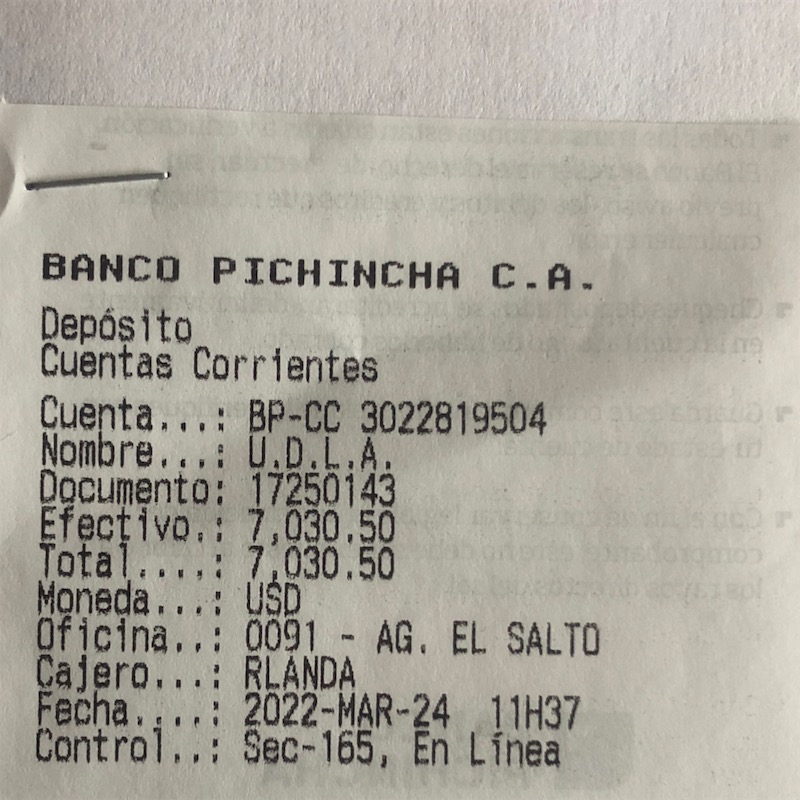 BANCO PICHINCHA C.A.
Depósito
Cuentas Corrientes
Cuenta...: BP-CC 3022819504
Nombre...: U.D.L.A.
Documento: 17250143
Efectivo.: 7,030.50
Total....: 7,030.50
Moneda...: USD
Oficina..: 0091 - AG. EL SALTO
Cajero...: RLANDA
Fecha....: 2022-MAR-24 11H37
Control..: Sec-165, En Línea